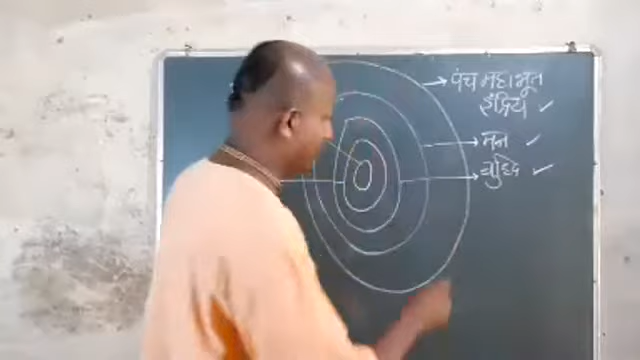 पंच महाभूत
इंद्रिय
मन
बुद्धि